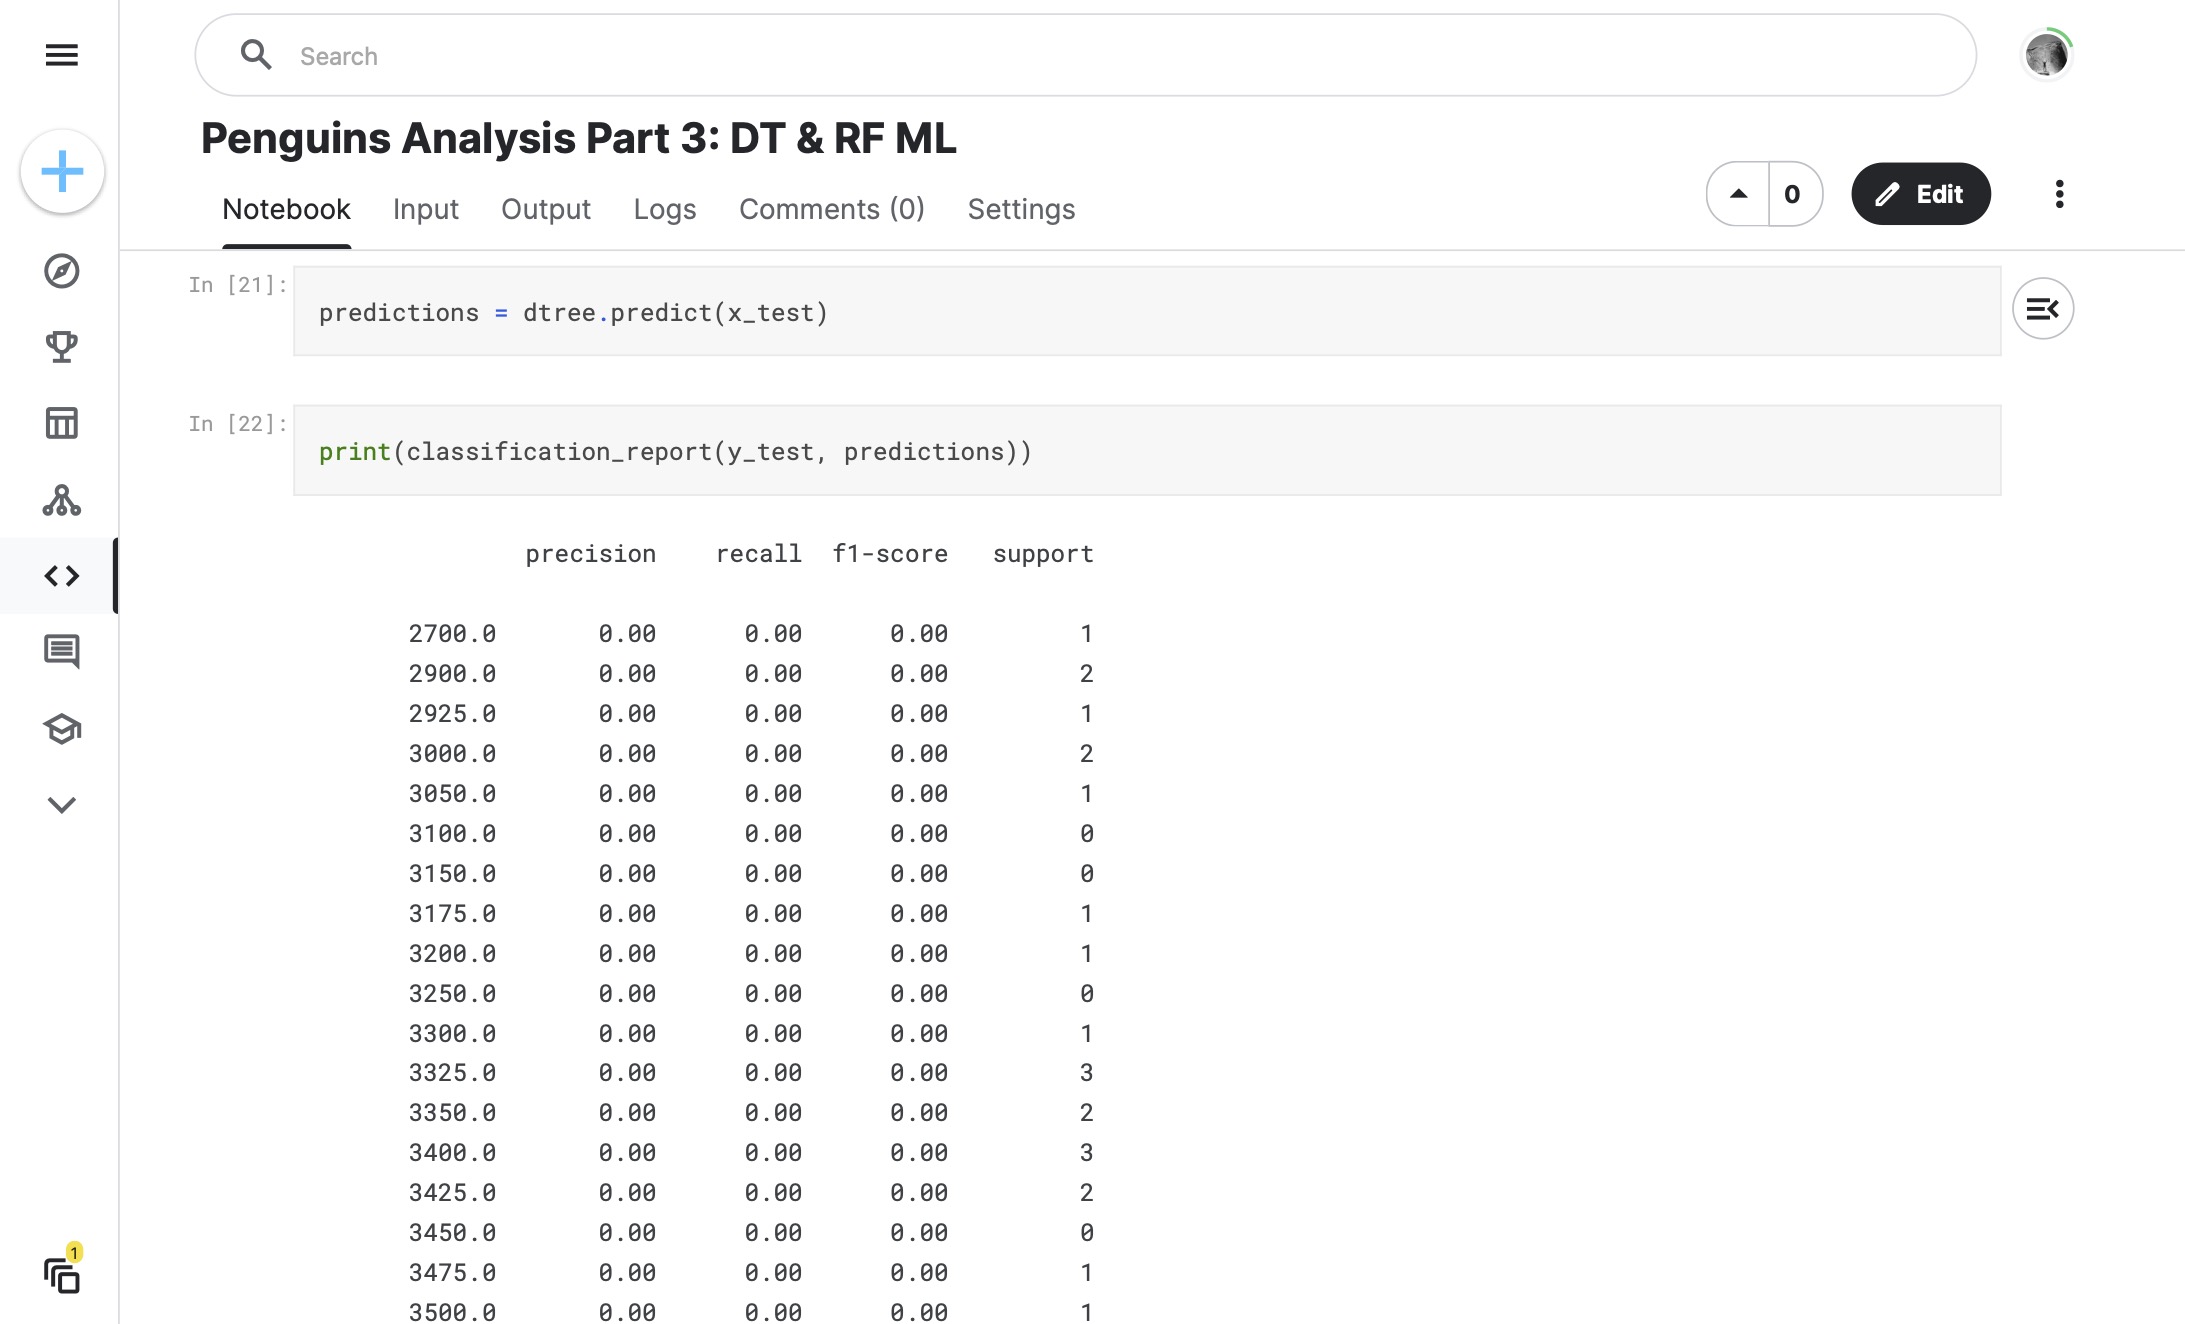 Search
Penguins Analysis Part 3: DT & RF ML
Notebook Input Output Logs Comments (0) Settings
0 Edit
In [21]:
predictions = dtree.predict(x_test)
In [22]:
print(classification_report(y_test, predictions))
precision recall f1-score support
2700.0 0.00 0.00 0.00 1
2900.0 0.00 0.00 0.00 2
2925.0 0.00 0.00 0.00 1
3000.0 0.00 0.00 0.00 2
3050.0 0.00 0.00 0.00 1
3100.0 0.00 0.00 0.00 0
3150.0 0.00 0.00 0.00 0
3175.0 0.00 0.00 0.00 1
3200.0 0.00 0.00 0.00 1
3250.0 0.00 0.00 0.00 0
3300.0 0.00 0.00 0.00 1
3325.0 0.00 0.00 0.00 3
3350.0 0.00 0.00 0.00 2
3400.0 0.00 0.00 0.00 3
3425.0 0.00 0.00 0.00 2
3450.0 0.00 0.00 0.00 0
3475.0 0.00 0.00 0.00 1
3500.0 0.00 0.00 0.00 1
1